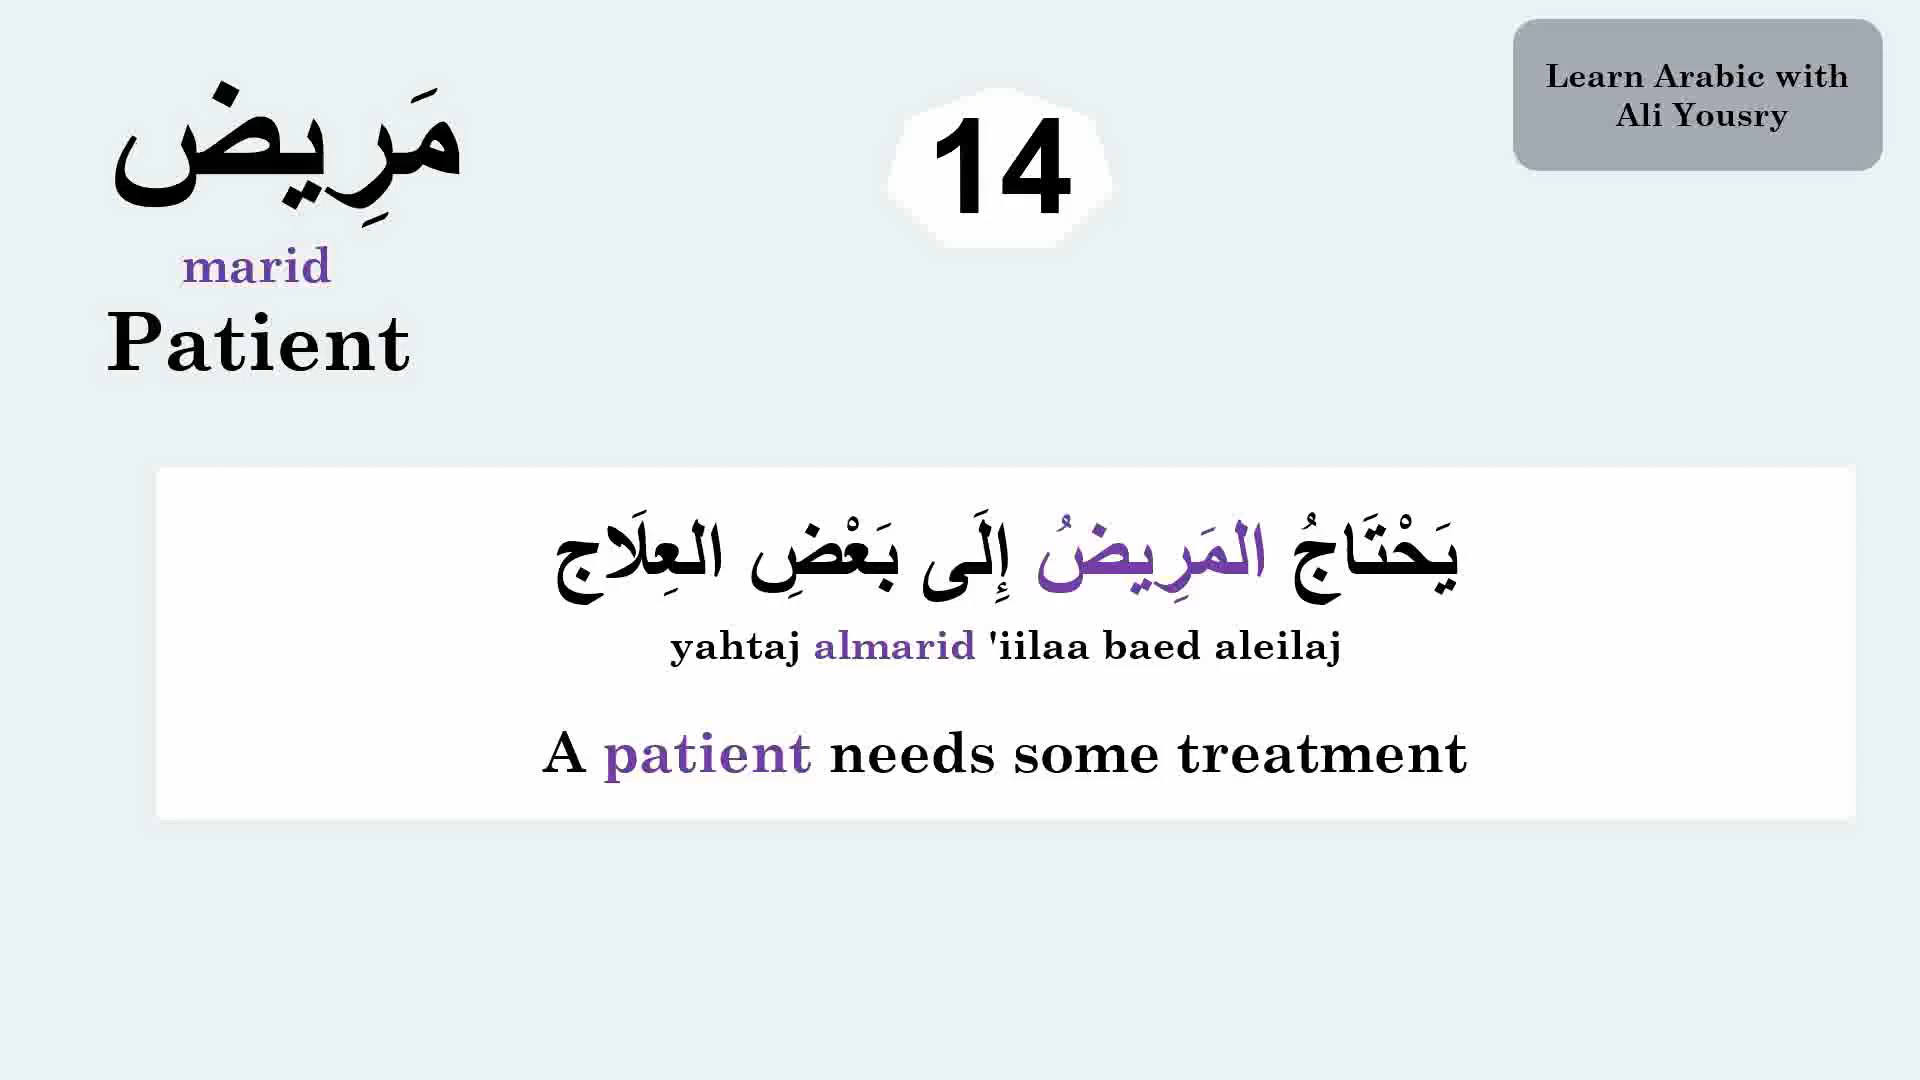 مَرِيض
marid
Patient
14
Learn Arabic with
Ali Yousry
يَحْتَاجُ المَرِيضُ إِلَى بَعْضِ العِلَاج
yahtaj almarid 'iilaa baed aleilaj
A patient needs some treatment